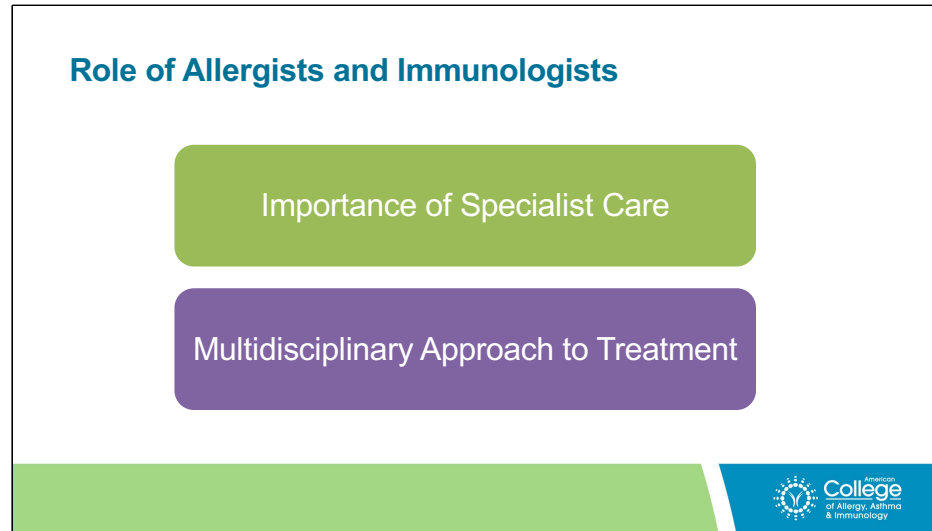 Role of Allergists and Immunologists
Importance of Specialist Care
Multidisciplinary Approach to Treatment
American
College
of Allergy, Asthma
& Immunology